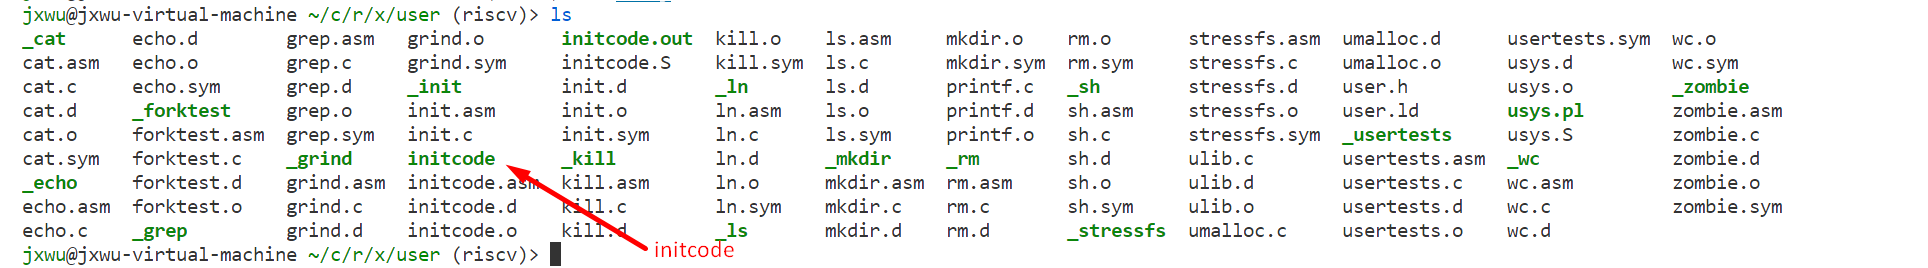 jxwu@jxwu-virtual-machine ~/c/r/x/user (riscv)> ls
_cat echo.d grep.asm grind.o initcode.out kill.o ls.asm mkdir.o rm.o stressfs.asm umalloc.d usertests.sym wc.o
cat.asm echo.o grep.c grind.sym initcode.S kill.sym ls.c mkdir.sym rm.sym stressfs.c umalloc.o usys.d wc.sym
cat.c echo.sym grep.d _init init.d _ln ls.d printf.c _sh stressfs.d user.h usys.o _zombie
cat.d _forktest grep.o init.asm init.o ln.asm ls.o printf.d sh.asm stressfs.o user.ld usys.pl zombie.asm
cat.o forktest.asm grep.sym init.c init.sym ln.c ls.sym printf.o sh.c stressfs.sym _usertests usys.S zombie.c
cat.sym forktest.c _grind initcode _kill ln.d _mkdir _rm sh.d ulib.c usertests.asm _wc zombie.d
_echo forktest.d grind.asm initcode.asm kill.asm ln.o mkdir.asm rm.asm sh.o ulib.d usertests.c wc.asm zombie.o
echo.asm forktest.o grind.c initcode.d kill.c ln.sym mkdir.c rm.c sh.sym ulib.o usertests.d wc.c zombie.sym
echo.c _grep grind.d initcode.o kill.d _ls mkdir.d rm.d _stressfs umalloc.c usertests.o wc.d
jxwu@jxwu-virtual-machine ~/c/r/x/user (riscv)>
initcode